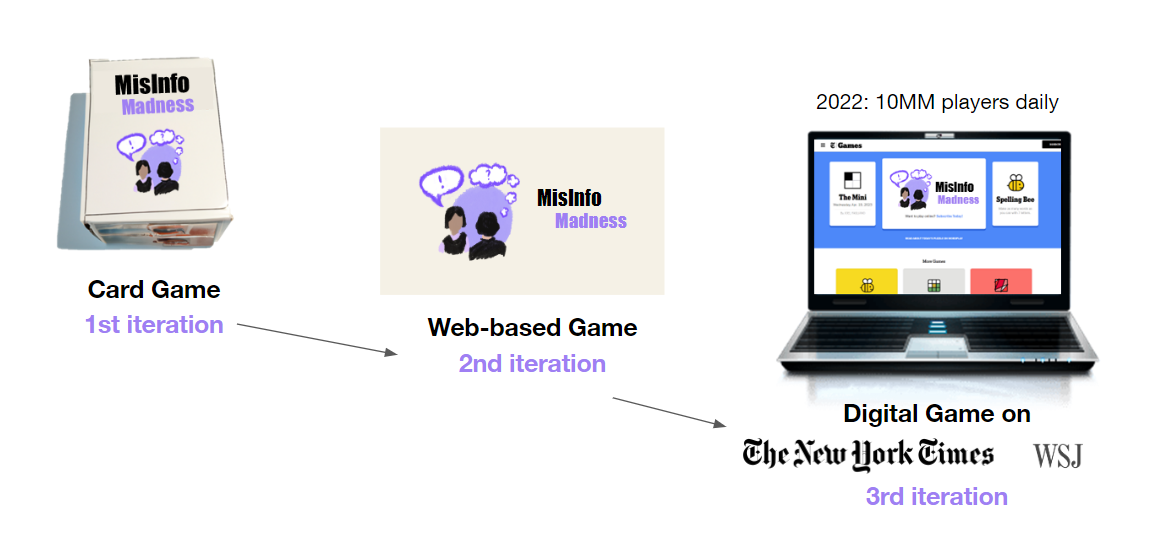 MisInfo
Madness
!
?
Card Game
1st iteration
!
?
MisInfo
Madness
Web-based Game
2nd iteration
2022: 10MM players daily
Games
The Mini
!
?
MisInfo
Madness
Spelling Bee
More Games
Digital Game on
The New York Times
WSJ
3rd iteration